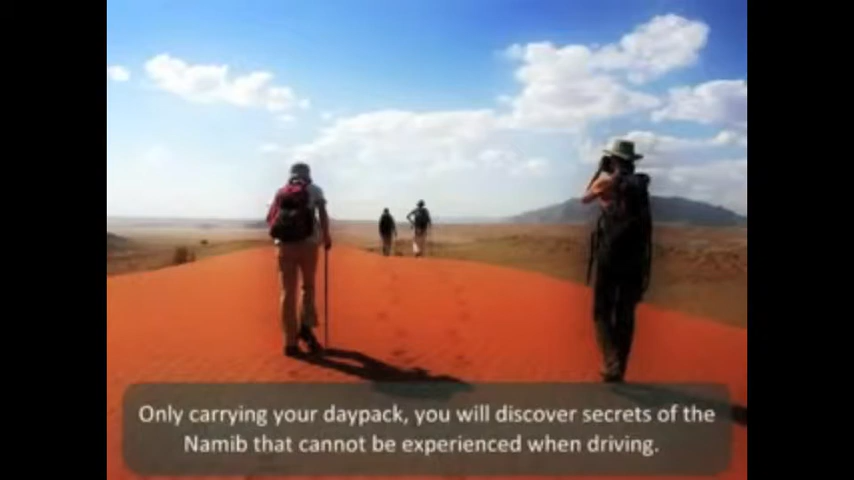 Only carrying your daypack, you will discover secrets of the
Namib that cannot be experienced when driving.